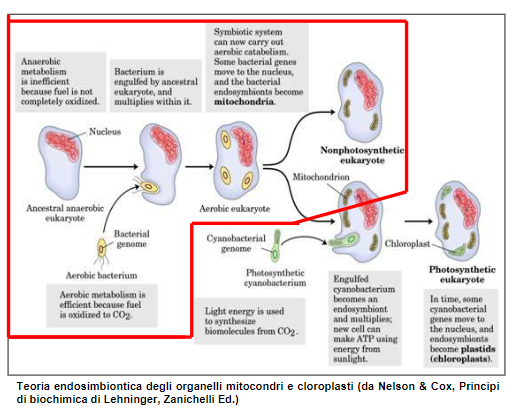 Anaerobic
metabolism
is inefficient
because fuel is not
completely oxidized.
Bacterium is
engulfed by ancestral
eukaryote, and
multiplies within it.
Symbiotic system
can now carry out
aerobic catabolism.
Some bacterial genes
move to the nucleus,
and the bacterial
endosymbionts become
mitochondria.
Nucleus
Ancestral anaerobic
eukaryote
Aerobic eukaryote
Nonphotosynthetic
eukaryote
Mitochondrion
Bacterial
genome
Aerobic bacterium
Aerobic metabolism is
efficient because fuel
is oxidized to CO2.
Cyanobacterial
genome
Photosynthetic
cyanobacterium
Chloroplast
Photosynthetic
eukaryote
Light energy is used
to synthesize
biomolecules from CO2.
Engulfed
cyanobacterium
becomes an
endosymbiont
and multiplies;
new cell can
make ATP using
energy from
sunlight.
In time, some
cyanobacterial
genes move to
the nucleus, and
endosymbionts
become plastids
(chloroplasts).
Teoria endosimbiontica degli organelli mitocondri e cloroplasti (da Nelson & Cox, Principi
di biochimica di Lehninger, Zanichelli Ed.)